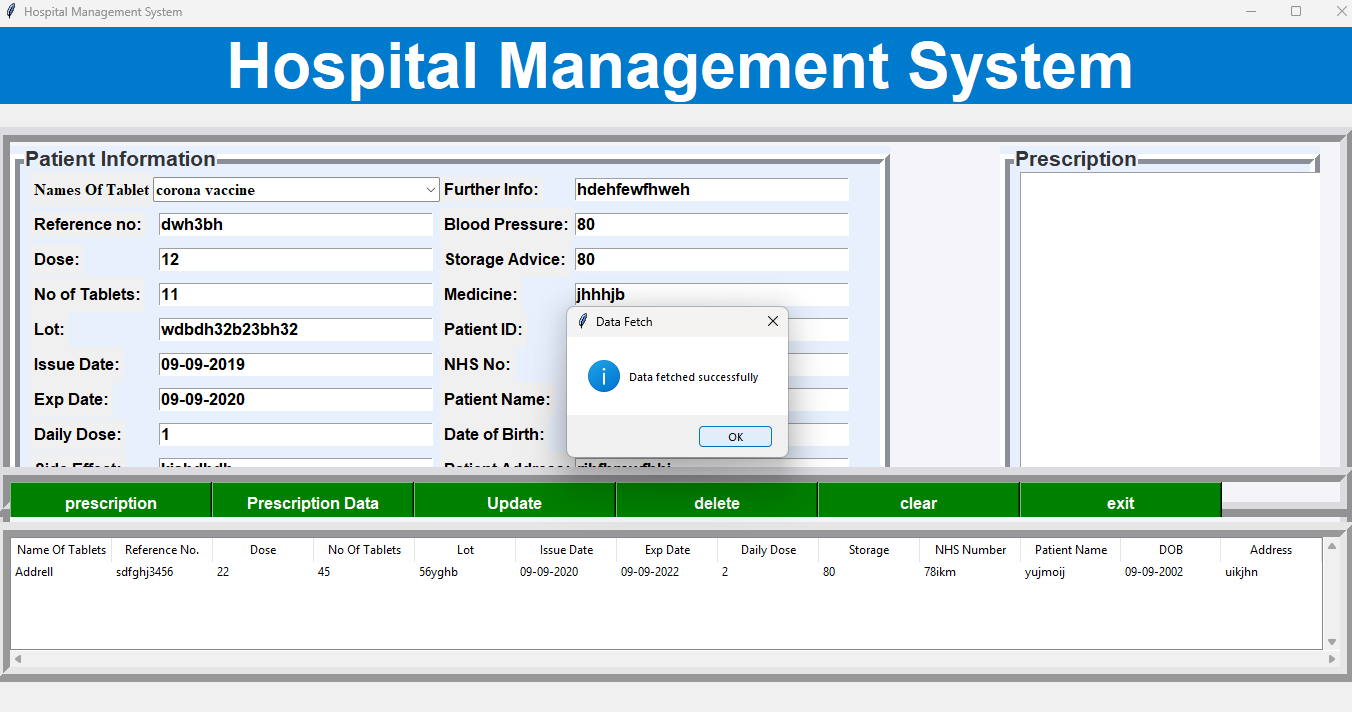 Hospital Management System
Hospital Management System
Patient Information
Prescription
Names Of Tablet corona vaccine Further Info: hdehfewfhweh
Reference no: dwh3bh Blood Pressure: 80
Dose: 12 Storage Advice: 80
No of Tablets: 11 Medicine: jhhhjb
Lot: wdbdh32b23bh32 Patient ID:
Issue Date: 09-09-2019 NHS No:
Exp Date: 09-09-2020 Patient Name:
Daily Dose: 1 Date of Birth:
Side Effect: Patient Address:
Data Fetch
Data fetched successfully
OK
prescription Prescription Data Update delete clear exit
Name Of Tablets Reference No. Dose No Of Tablets Lot Issue Date Exp Date Daily Dose Storage NHS Number Patient Name DOB Address
Addrell sdfghj3456 22 45 56yghb 09-09-2020 09-09-2022 2 80 78ikm yujmoij 09-09-2002 uikjhn